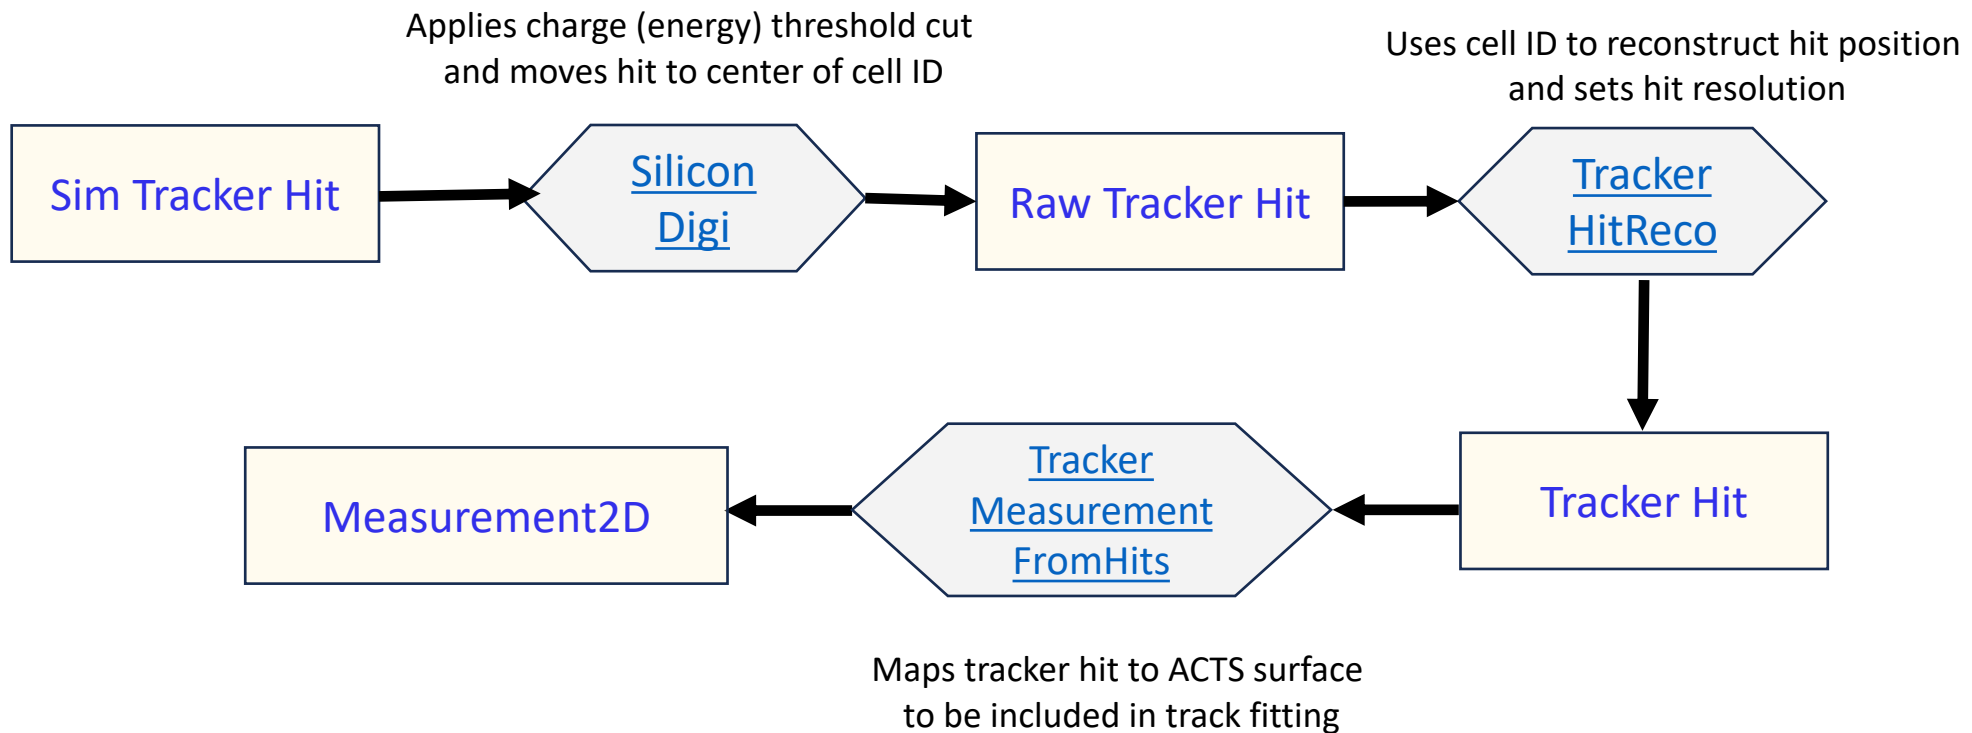 Applies charge (energy) threshold cut
and moves hit to center of cell ID
Uses cell ID to reconstruct hit position
and sets hit resolution
Sim Tracker Hit
Silicon
Digi
Raw Tracker Hit
Tracker
HitReco
Measurement2D
Tracker
Measurement
FromHits
Tracker Hit
Maps tracker hit to ACTS surface
to be included in track fitting